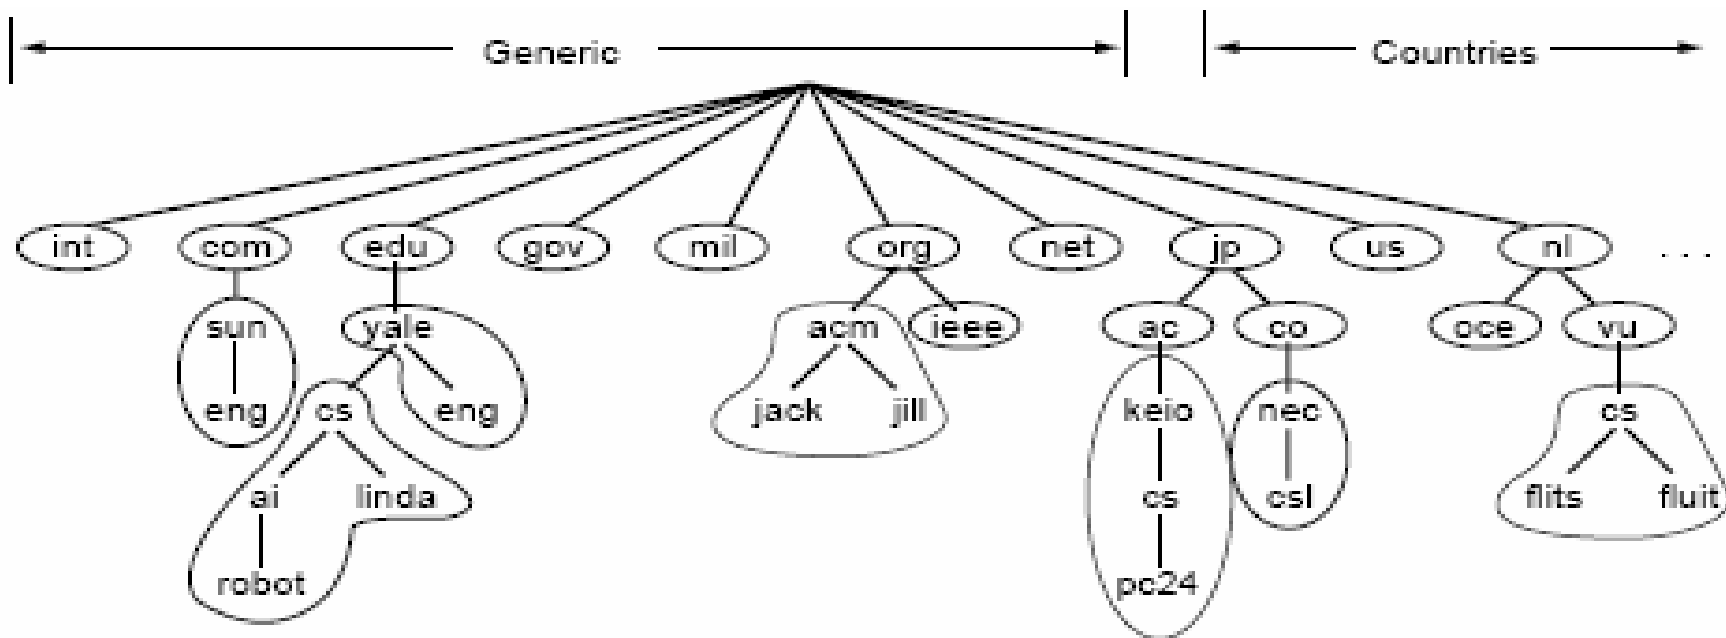 Generic Countries
int com edu gov mil org net jp us nl . . .
sun yale acm ieee ac co oce vu
eng cs eng jack jill keio nec cs
ai linda cs csl flits fluit
robot pc24